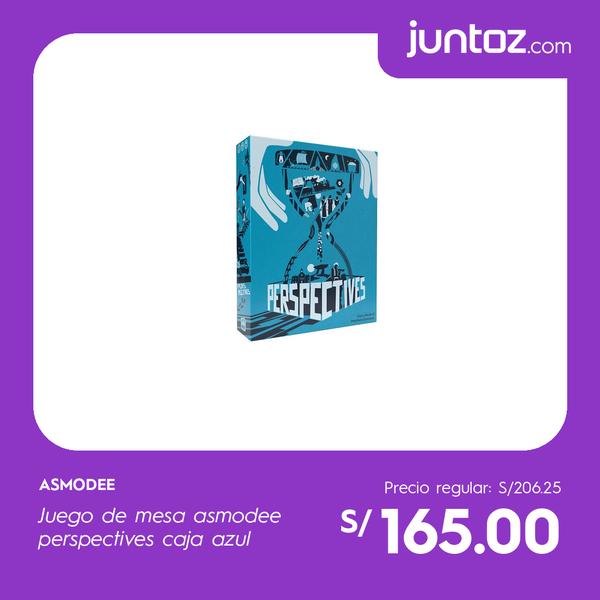 juntoz.com
PERSPECTIVES
ASMODEE
Juego de mesa asmodee
perspectives caja azul
Precio regular: S/206.25
S/165.00